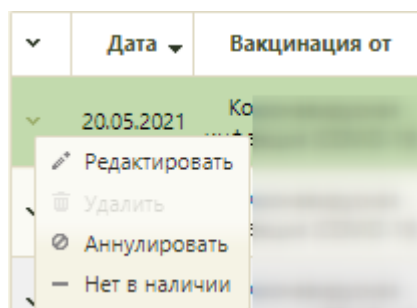 Дата Вакцинация от
20.05.2021
Редактировать
Удалить
Аннулировать
Нет в наличии